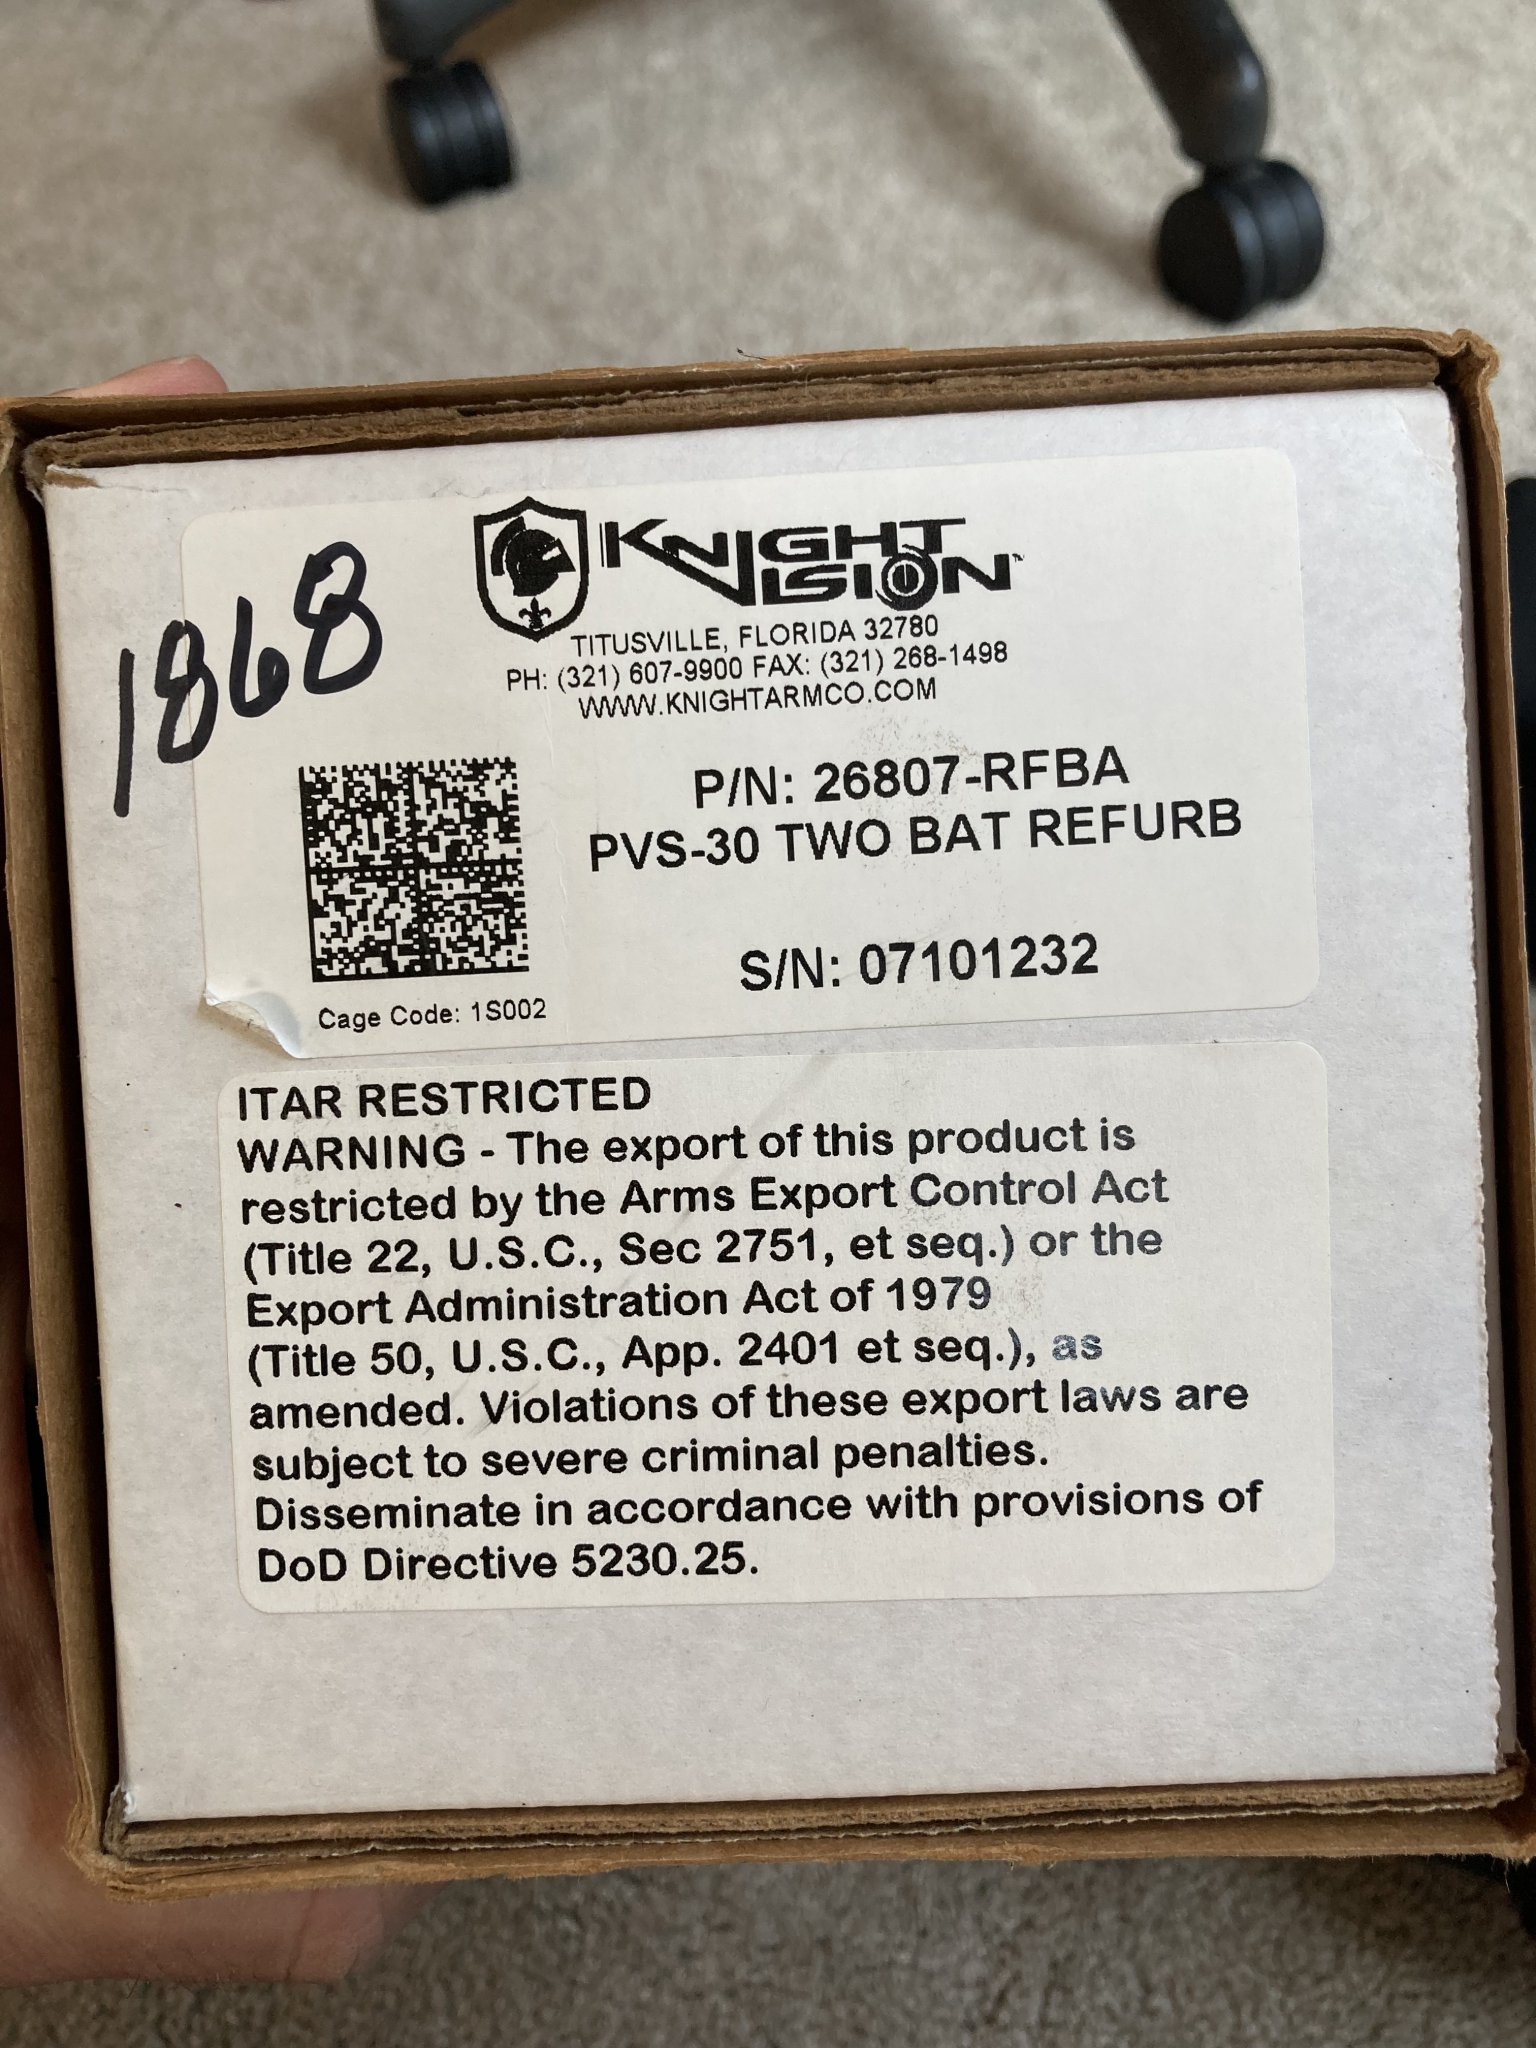 1868
KNIGHT
VISION™
TITUSVILLE, FLORIDA 32780
PH: (321) 607-9900 FAX: (321) 268-1498
WWW.KNIGHTARMCO.COM
P/N: 26807-RFBA
PVS-30 TWO BAT REFURB
S/N: 07101232
Cage Code: 1S002
ITAR RESTRICTED
WARNING - The export of this product is
restricted by the Arms Export Control Act
(Title 22, U.S.C., Sec 2751, et seq.) or the
Export Administration Act of 1979
(Title 50, U.S.C., App. 2401 et seq.), as
amended. Violations of these export laws are
subject to severe criminal penalties.
Disseminate in accordance with provisions of
DoD Directive 5230.25.